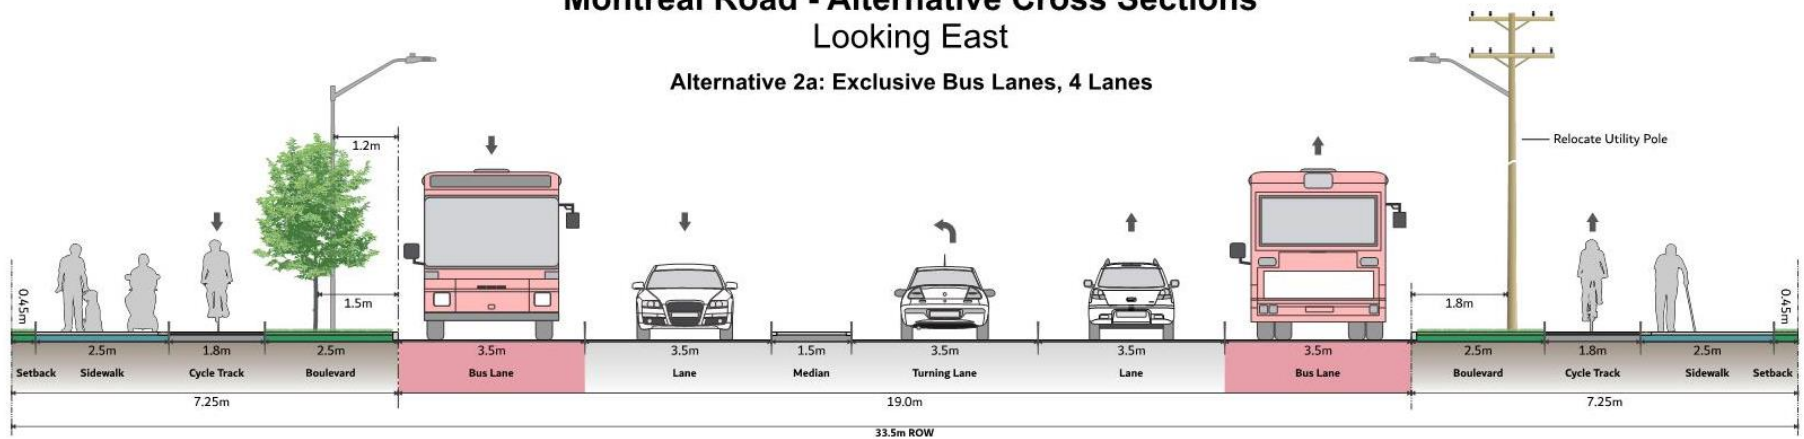 Montreal Road - Alternative Cross Sections
Looking East
Alternative 2a: Exclusive Bus Lanes, 4 Lanes
Relocate Utility Pole
1.2m
1.5m
1.8m
0.45m
0.45m
2.5m 1.8m 2.5m 3.5m 3.5m 1.5m 3.5m 3.5m 3.5m 2.5m 1.8m 2.5m
Setback Sidewalk Cycle Track Boulevard Bus Lane Lane Median Turning Lane Lane Bus Lane Boulevard Cycle Track Sidewalk Setback
7.25m 19.0m 7.25m
33.5m ROW